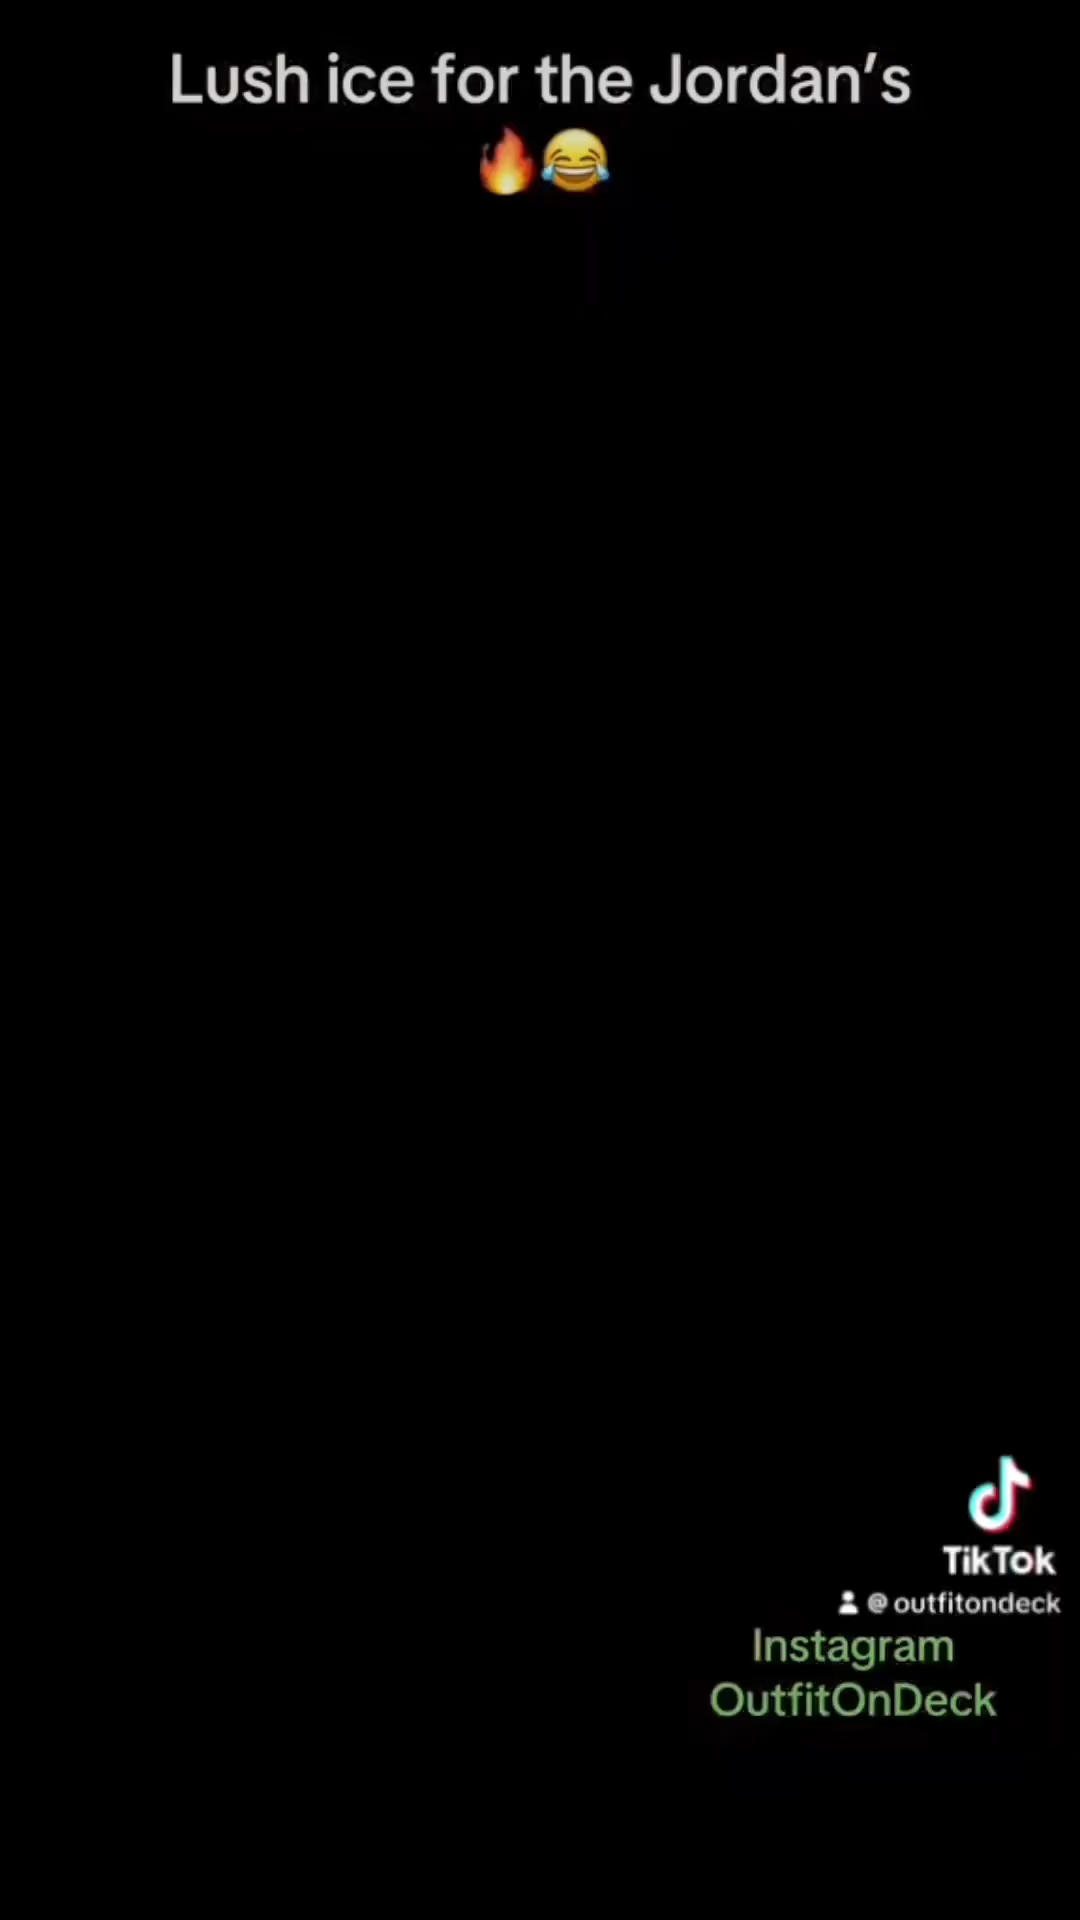 Lush ice for the Jordan’s
🔥😂
TikTok
@ outfitondeck
Instagram
OutfitOnDeck